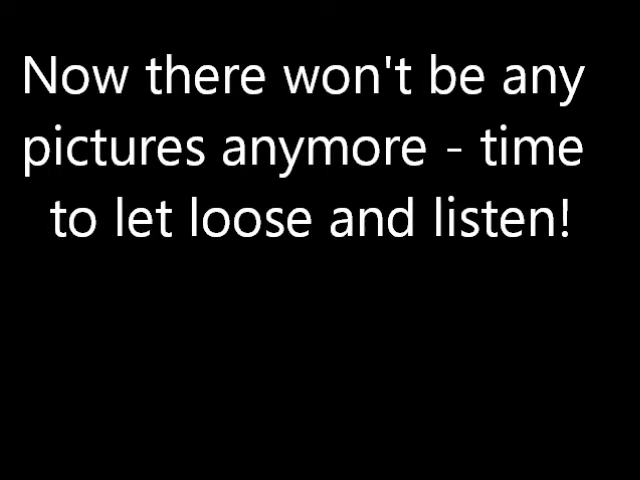 Now there won't be any
pictures anymore - time
to let loose and listen!